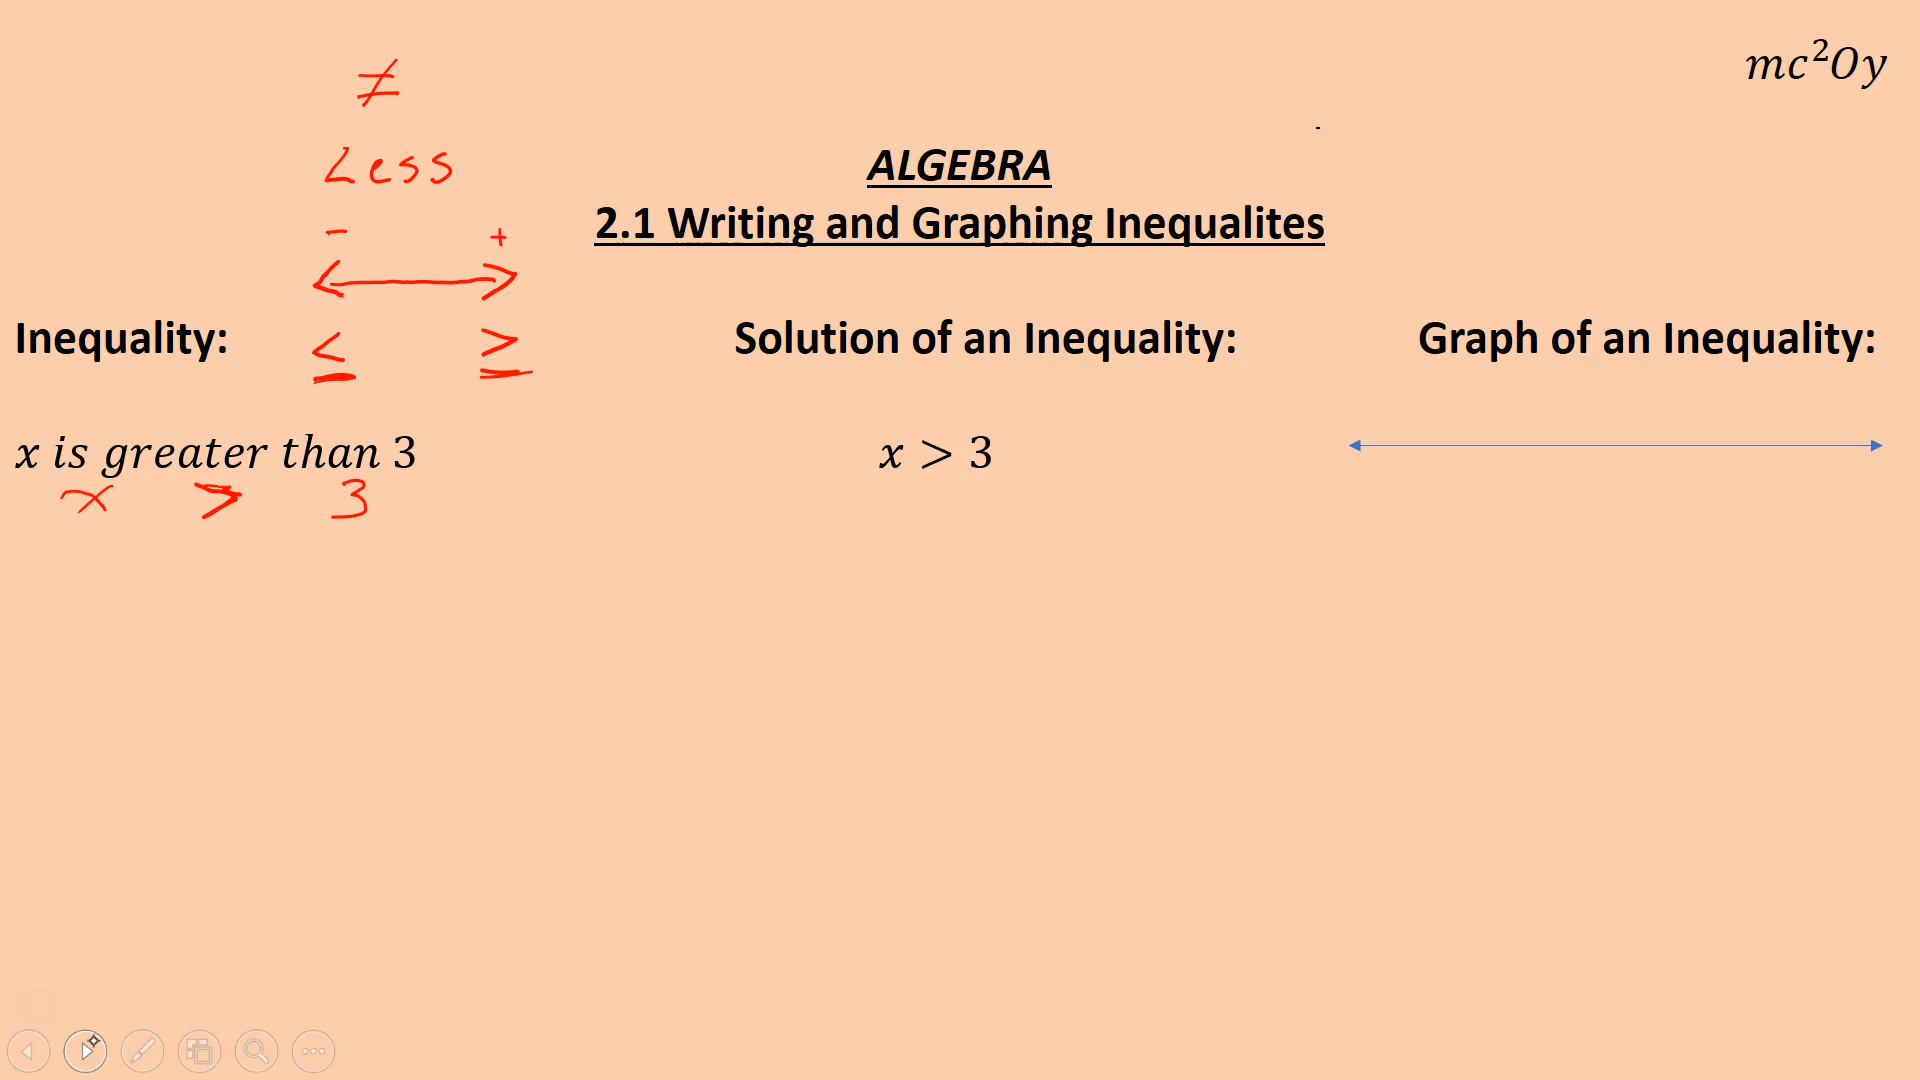 ≠
mc²Oy
Less
ALGEBRA
2.1 Writing and Graphing Inequalites
- +
Inequality:
≤ ≥
Solution of an Inequality:
Graph of an Inequality:
x is greater than 3
x > 3
x > 3